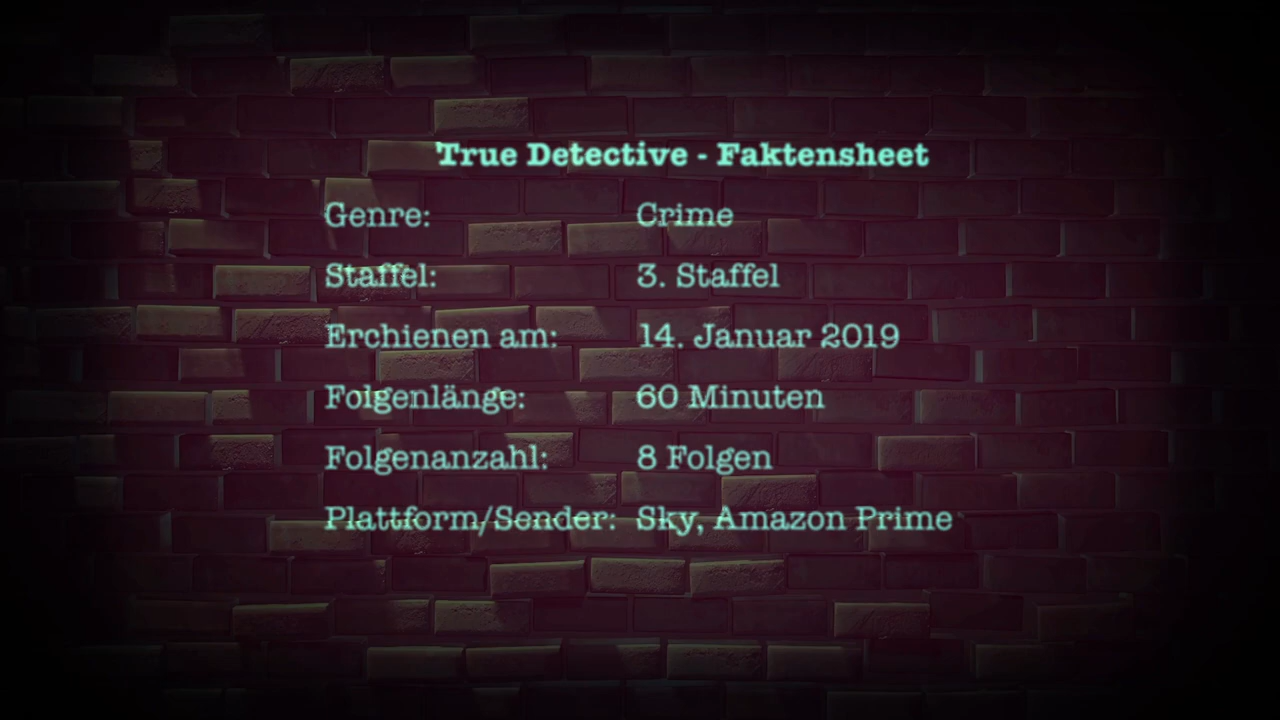 True Detective - Faktensheet
Genre: Crime
Staffel: 3. Staffel
Erchienen am: 14. Januar 2019
Folgenlänge: 60 Minuten
Folgenanzahl: 8 Folgen
Plattform/Sender: Sky, Amazon Prime